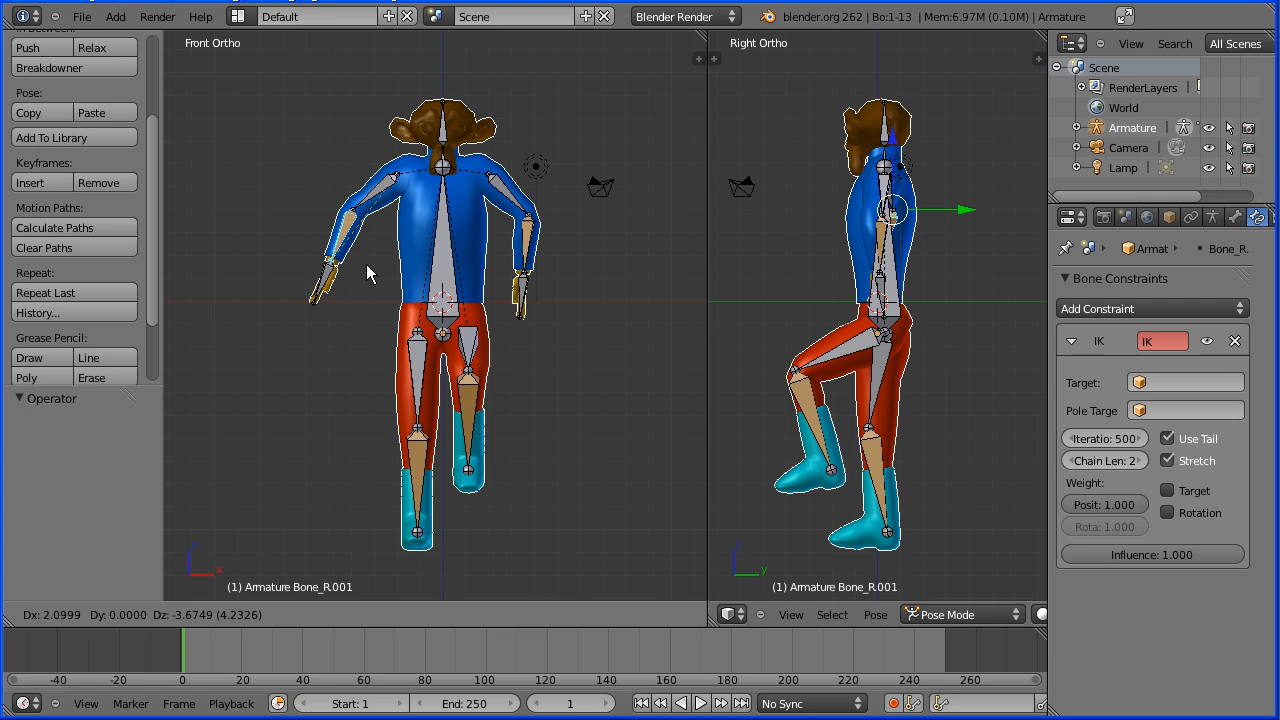 File Add Render Help Default Scene Blender Render blender.org 262 | Bo:1-13 | Mem:6.97M (0.10M) | Armature
Push Relax
Breakdowner
Pose:
Copy Paste
Add To Library
Keyframes:
Insert Remove
Motion Paths:
Calculate Paths
Clear Paths
Repeat:
Repeat Last
History...
Grease Pencil:
Draw Line
Poly Erase
Operator
Front Ortho
(1) Armature Bone_R.001
Dx: 2.0999 Dy: 0.0000 Dz: -3.6749 (4.2326)
Right Ortho
(1) Armature Bone_R.001
View Select Pose Pose Mode
View Search All Scenes
Scene
RenderLayers
World
Armature
Camera
Lamp
Armat Bone_R.
Bone Constraints
Add Constraint
IK IK
Target:
Pole Targe
Iteratio: 500 Use Tail
Chain Len: 2 Stretch
Weight:
Posit: 1.000 Target
Rota: 1.000 Rotation
Influence: 1.000
-40 -20 0 20 40 60 80 100 120 140 160 180 200 220 240 260
View Marker Frame Playback Start: 1 End: 250 1 No Sync